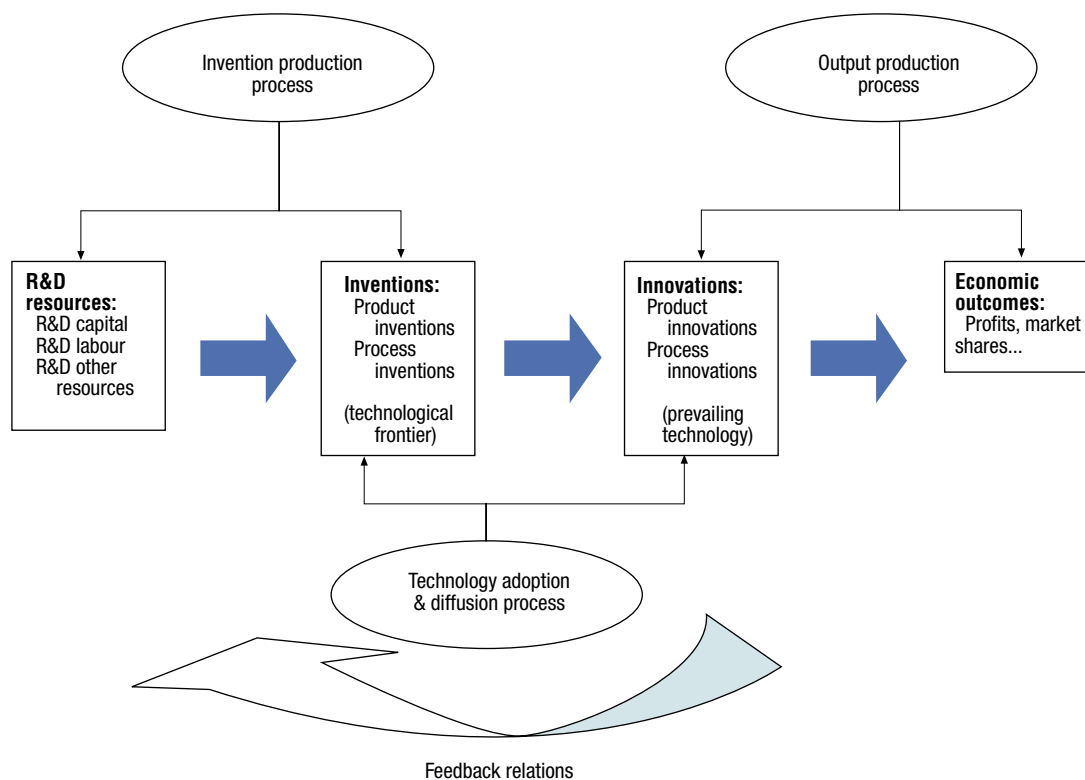 Invention production
process
Output production
process
R&D
resources:
R&D capital
R&D labour
R&D other
resources
Inventions:
Product
inventions
Process
inventions
(technological
frontier)
Innovations:
Product
innovations
Process
innovations
(prevailing
technology)
Economic
outcomes:
Profits, market
shares...
Technology adoption
& diffusion process
Feedback relations